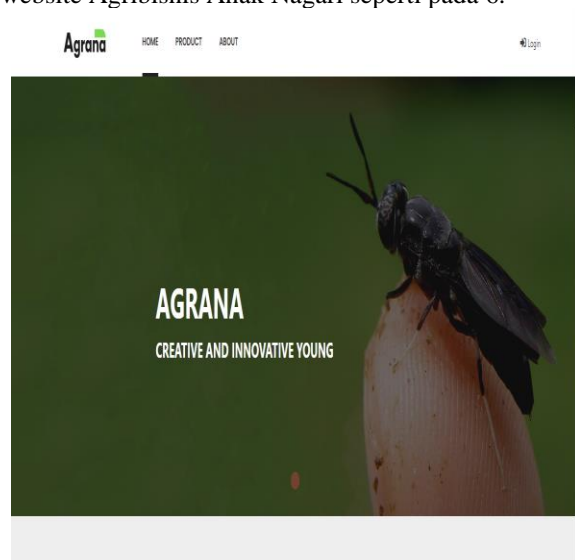 website Agribisnis Anak Nagari seperti pada 6.
Agrana
HOME PRODUCT ABOUT
Login
AGRANA
CREATIVE AND INNOVATIVE YOUNG